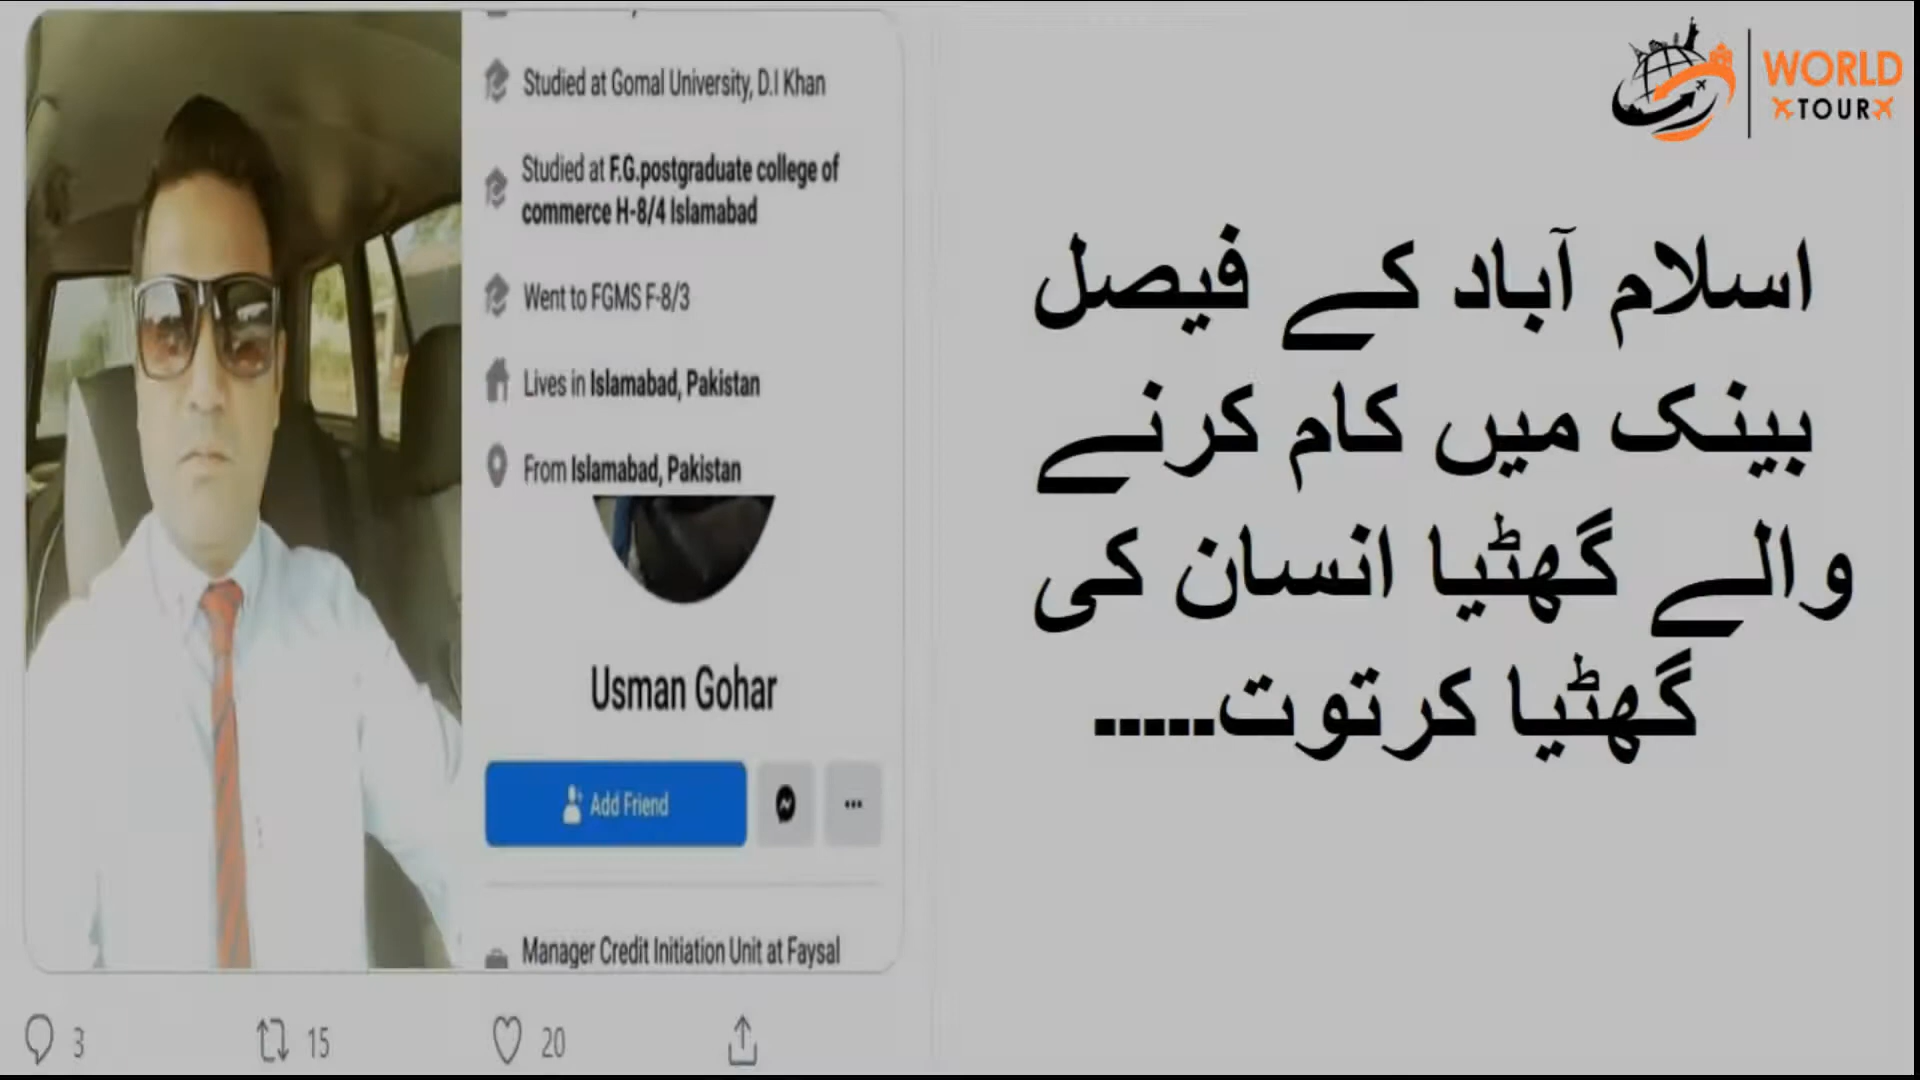 Studied at Gomal University, D.I Khan
Studied at F.G.postgraduate college of
commerce H-8/4 Islamabad
Went to FGMS F-8/3
Lives in Islamabad, Pakistan
From Islamabad, Pakistan
Usman Gohar
Add Friend
Manager Credit Initiation Unit at Faysal
3
15
20
WORLD
TOUR
اسلام آباد کے فیصل
بینک میں کام کرنے
والے گھٹیا انسان کی
گھٹیا کرتوت.....